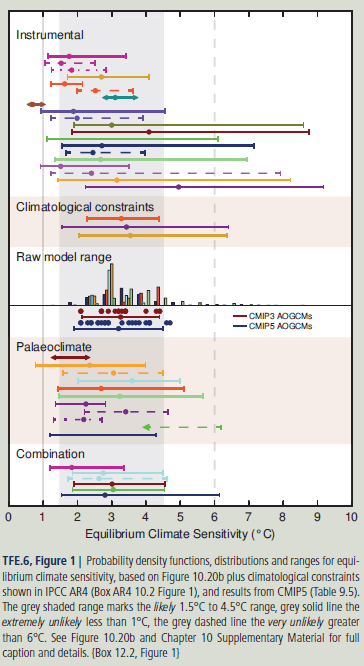 Instrumental
Climatological constraints
Raw model range
CMIP3 AOGCMs
CMIP5 AOGCMs
Palaeoclimate
Combination
0 1 2 3 4 5 6 7 8 9 10
Equilibrium Climate Sensitivity (°C)
TFE.6, Figure 1 | Probability density functions, distributions and ranges for equi-
librium climate sensitivity, based on Figure 10.20b plus climatological constraints
shown in IPCC AR4 (Box AR4 10.2 Figure 1), and results from CMIP5 (Table 9.5).
The grey shaded range marks the likely 1.5°C to 4.5°C range, grey solid line the
extremely unlikely less than 1°C, the grey dashed line the very unlikely greater
than 6°C. See Figure 10.20b and Chapter 10 Supplementary Material for full
caption and details. {Box 12.2, Figure 1}